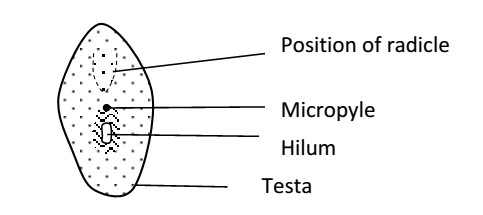 Position of radicle
Micropyle
Hilum
Testa